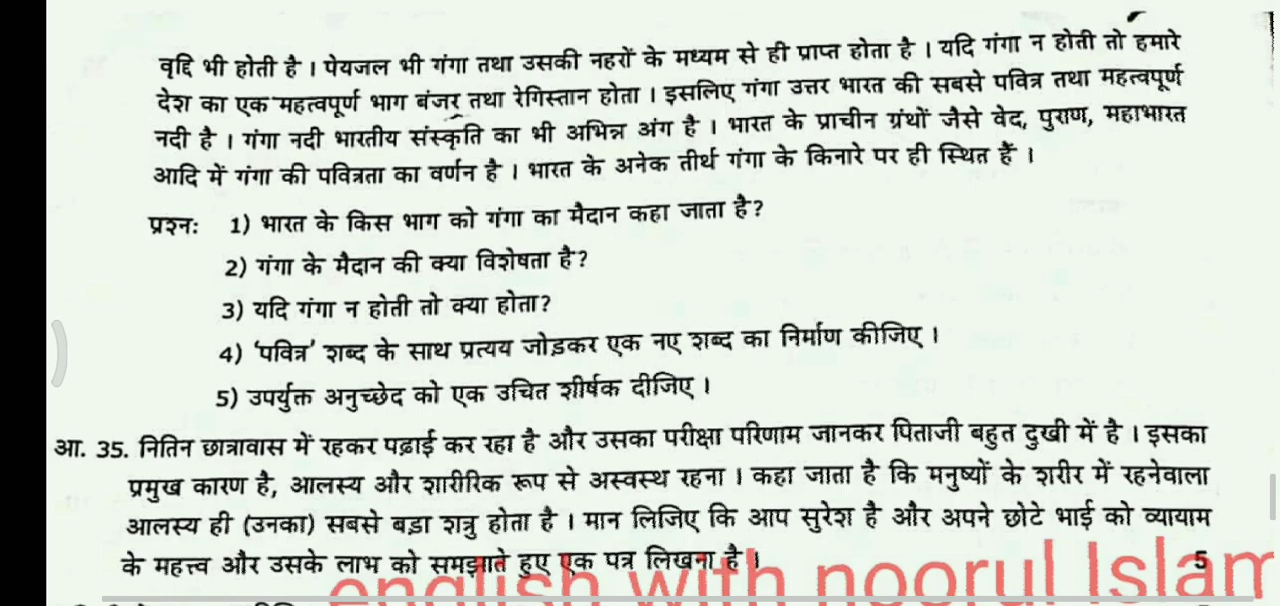 वृद्दि भी होती है । पेयजल भी गंगा तथा उसकी नहरों के मध्यम से ही प्राप्त होता है । यदि गंगा न होती तो हमारे
देश का एक महत्वपूर्ण भाग बंजर तथा रेगिस्तान होता । इसलिए गंगा उत्तर भारत की सबसे पवित्र तथा महत्वपूर्ण
नदी है । गंगा नदी भारतीय संस्कृति का भी अभिन्न अंग है । भारत के प्राचीन ग्रंथों जैसे वेद, पुराण, महाभारत
आदि में गंगा की पवित्रता का वर्णन है । भारत के अनेक तीर्थ गंगा के किनारे पर ही स्थित हैं ।
प्रश्न: 1) भारत के किस भाग को गंगा का मैदान कहा जाता है?
2) गंगा के मैदान की क्या विशेषता है?
3) यदि गंगा न होती तो क्या होता?
4) ‘पवित्र’ शब्द के साथ प्रत्यय जोड़कर एक नए शब्द का निर्माण कीजिए ।
5) उपर्युक्त अनुच्छेद को एक उचित शीर्षक दीजिए ।
आ. 35. नितिन छात्रावास में रहकर पढ़ाई कर रहा है और उसका परीक्षा परिणाम जानकर पिताजी बहुत दुखी में है । इसका
प्रमुख कारण है, आलस्य और शारीरिक रूप से अस्वस्थ रहना । कहा जाता है कि मनुष्यों के शरीर में रहनेवाला
आलस्य ही (उनका) सबसे बड़ा शत्रु होता है । मान लिजिए कि आप सुरेश है और अपने छोटे भाई को व्यायाम
के महत्त्व और उसके लाभ को समझाते हुए एक पत्र लिखना है । 5
english with noorul Islam